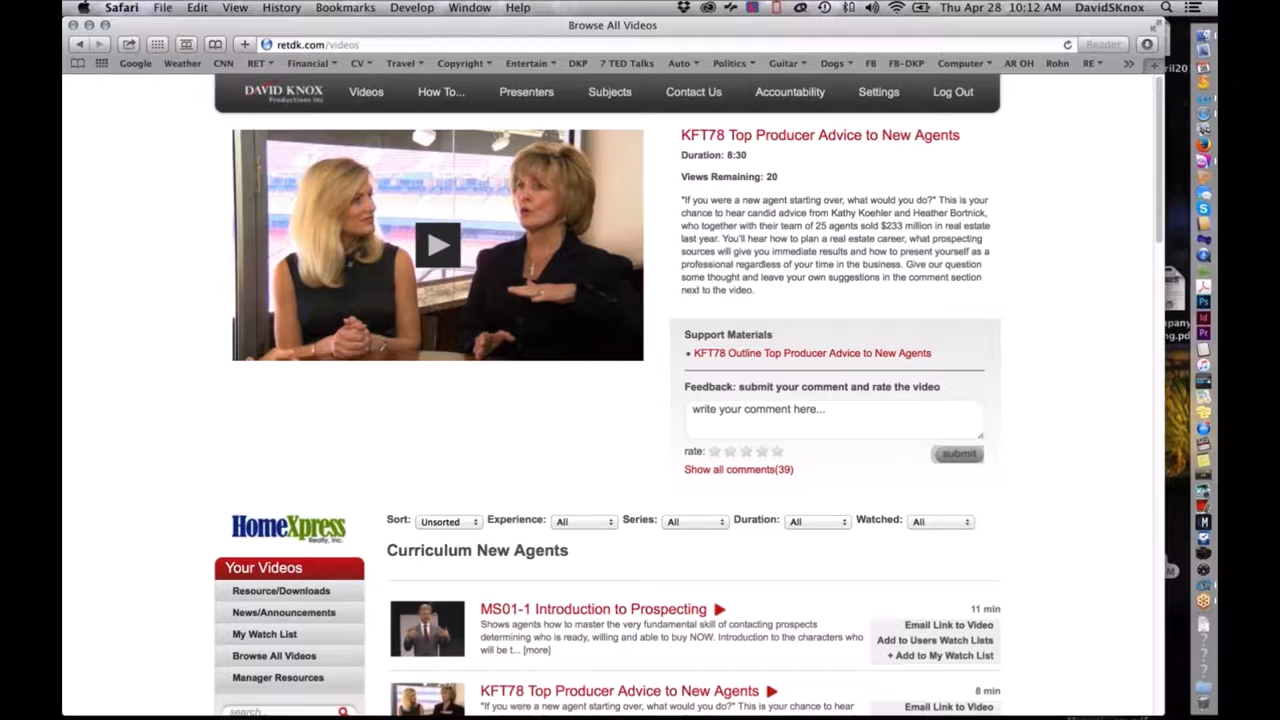 Safari File Edit View History Bookmarks Develop Window Help Thu Apr 28 10:12 AM DavidSKnox
Browse All Videos
retdk.com/videos Reader
Google Weather CNN RET Financial CV Travel Copyright Entertain DKP 7 TED Talks Auto Politics Guitar Dogs FB FB-DKP Computer AR OH Rohn RE
DAVID KNOX
Productions Inc
Videos How To... Presenters Subjects Contact Us Accountability Settings Log Out
KFT78 Top Producer Advice to New Agents
Duration: 8:30
Views Remaining: 20
"If you were a new agent starting over, what would you do?" This is your
chance to hear candid advice from Kathy Koehler and Heather Bortnick,
who together with their team of 25 agents sold $233 million in real estate
last year. You'll hear how to plan a real estate career, what prospecting
sources will give you immediate results and how to present yourself as a
professional regardless of your time in the business. Give our question
some thought and leave your own suggestions in the comment section
next to the video.
Support Materials
• KFT78 Outline Top Producer Advice to New Agents
Feedback: submit your comment and rate the video
write your comment here...
rate: submit
Show all comments(39)
HomeXpress
Realty, Inc.
Sort: Unsorted Experience: All Series: All Duration: All Watched: All
Curriculum New Agents
Your Videos
Resource/Downloads
News/Announcements
My Watch List
Browse All Videos
Manager Resources
search...
MS01-1 Introduction to Prospecting 11 min
Shows agents how to master the very fundamental skill of contacting prospects
determining who is ready, willing and able to buy NOW. Introduction to the characters who
will be t... [more]
Email Link to Video
Add to Users Watch Lists
+ Add to My Watch List
KFT78 Top Producer Advice to New Agents 8 min
"If you were a new agent starting over, what would you do?" This is your chance to hear
Email Link to Video